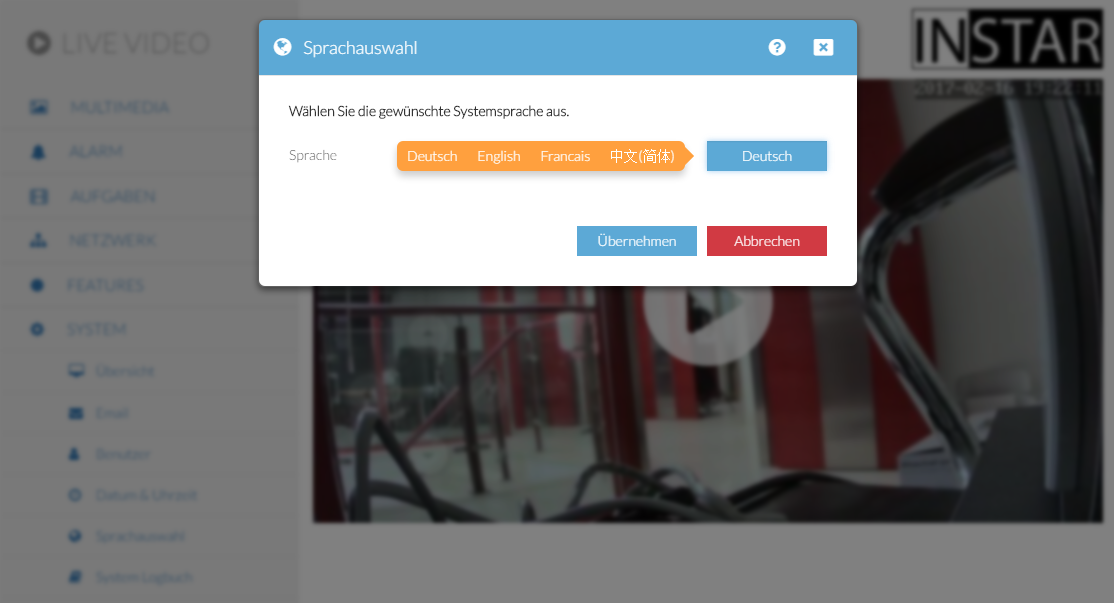 LIVE VIDEO
INSTAR
2017-02-16 19:22:11
MULTIMEDIA
ALARM
AUFGABEN
NETZWERK
FEATURES
SYSTEM
Übersicht
Email
Benutzer
Datum & Uhrzeit
Sprachauswahl
System Logbuch
Sprachauswahl
Wählen Sie die gewünschte Systemsprache aus.
Sprache Deutsch English Francais 中文(简体) Deutsch
Übernehmen Abbrechen